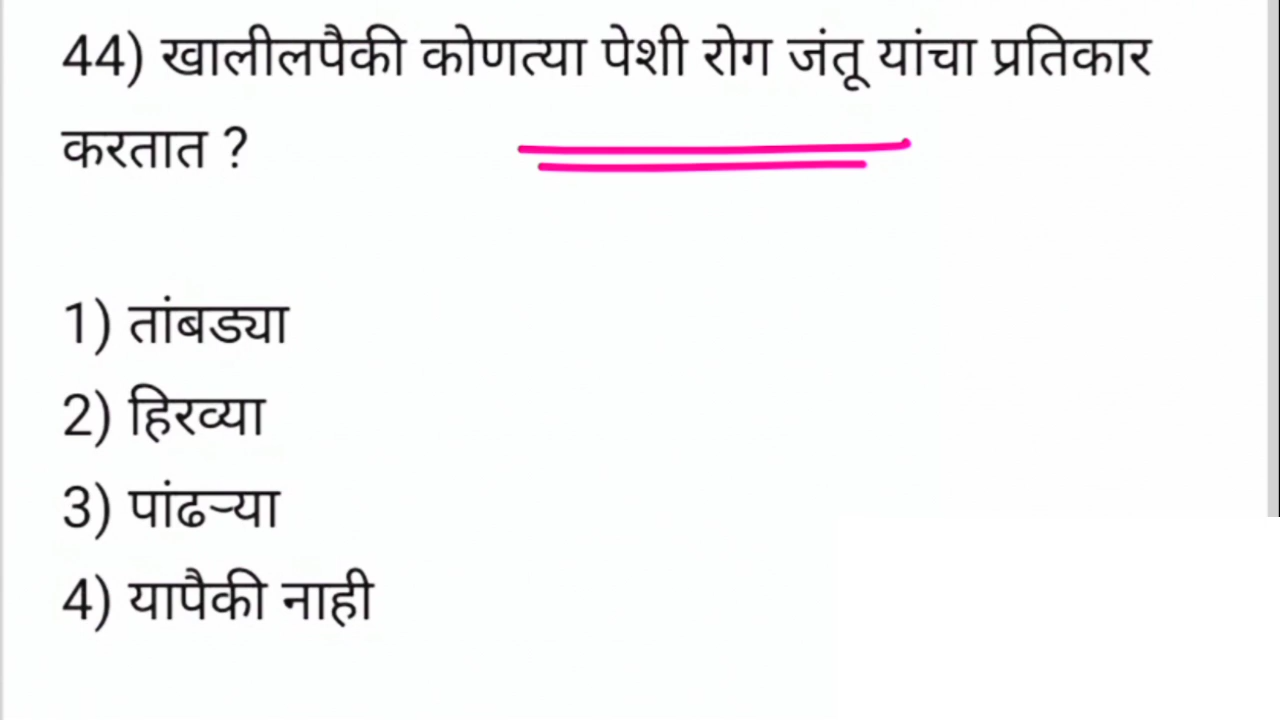 44) खालीलपैकी कोणत्या पेशी रोग जंतू यांचा प्रतिकार
करतात ?
1) तांबड्या
2) हिरव्या
3) पांढऱ्या
4) यापैकी नाही